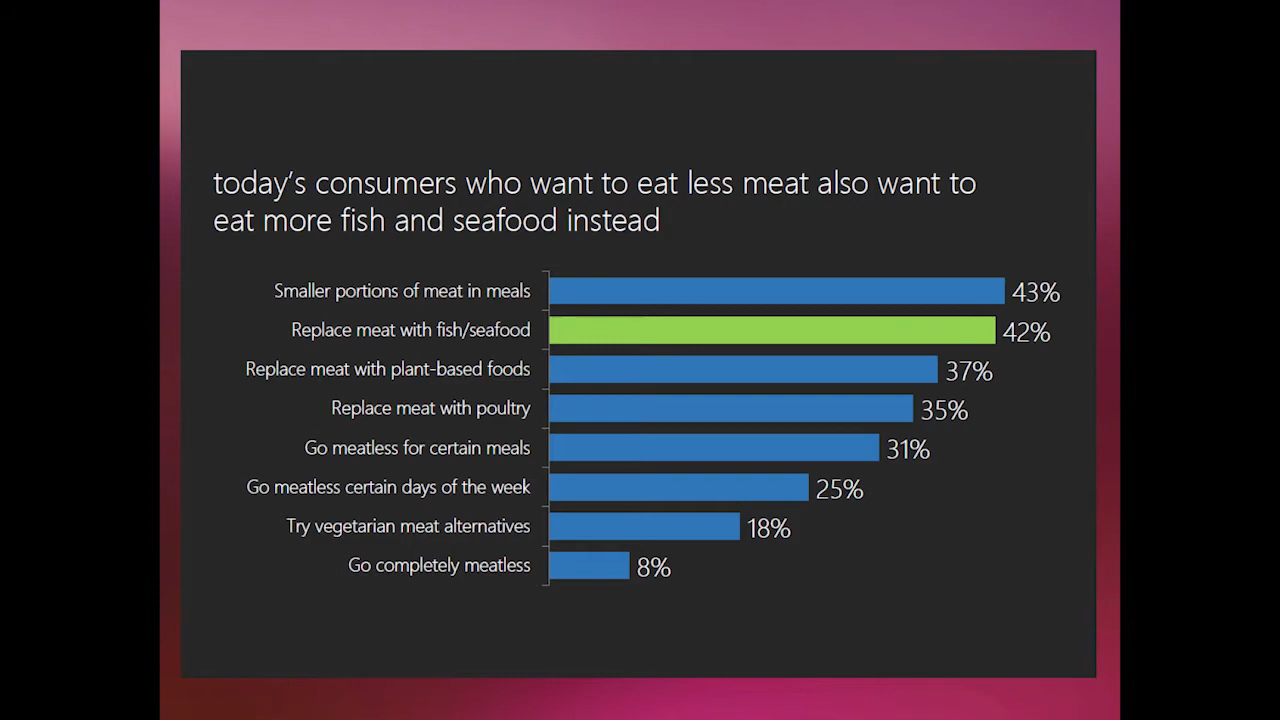 today's consumers who want to eat less meat also want to
eat more fish and seafood instead
Smaller portions of meat in meals 43%
Replace meat with fish/seafood 42%
Replace meat with plant-based foods 37%
Replace meat with poultry 35%
Go meatless for certain meals 31%
Go meatless certain days of the week 25%
Try vegetarian meat alternatives 18%
Go completely meatless 8%